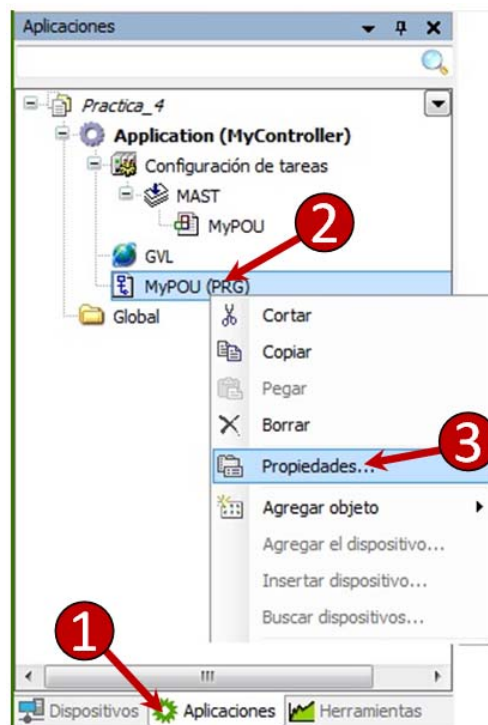 Aplicaciones
Practica_4
Application (MyController)
Configuración de tareas
MAST
MyPOU
2
GVL
MyPOU (PRG)
Global
Cortar
Copiar
Pegar
Borrar
3
Propiedades...
Agregar objeto
Agregar el dispositivo...
Insertar dispositivo...
Buscar dispositivos...
1
Dispositivos Aplicaciones Herramientas